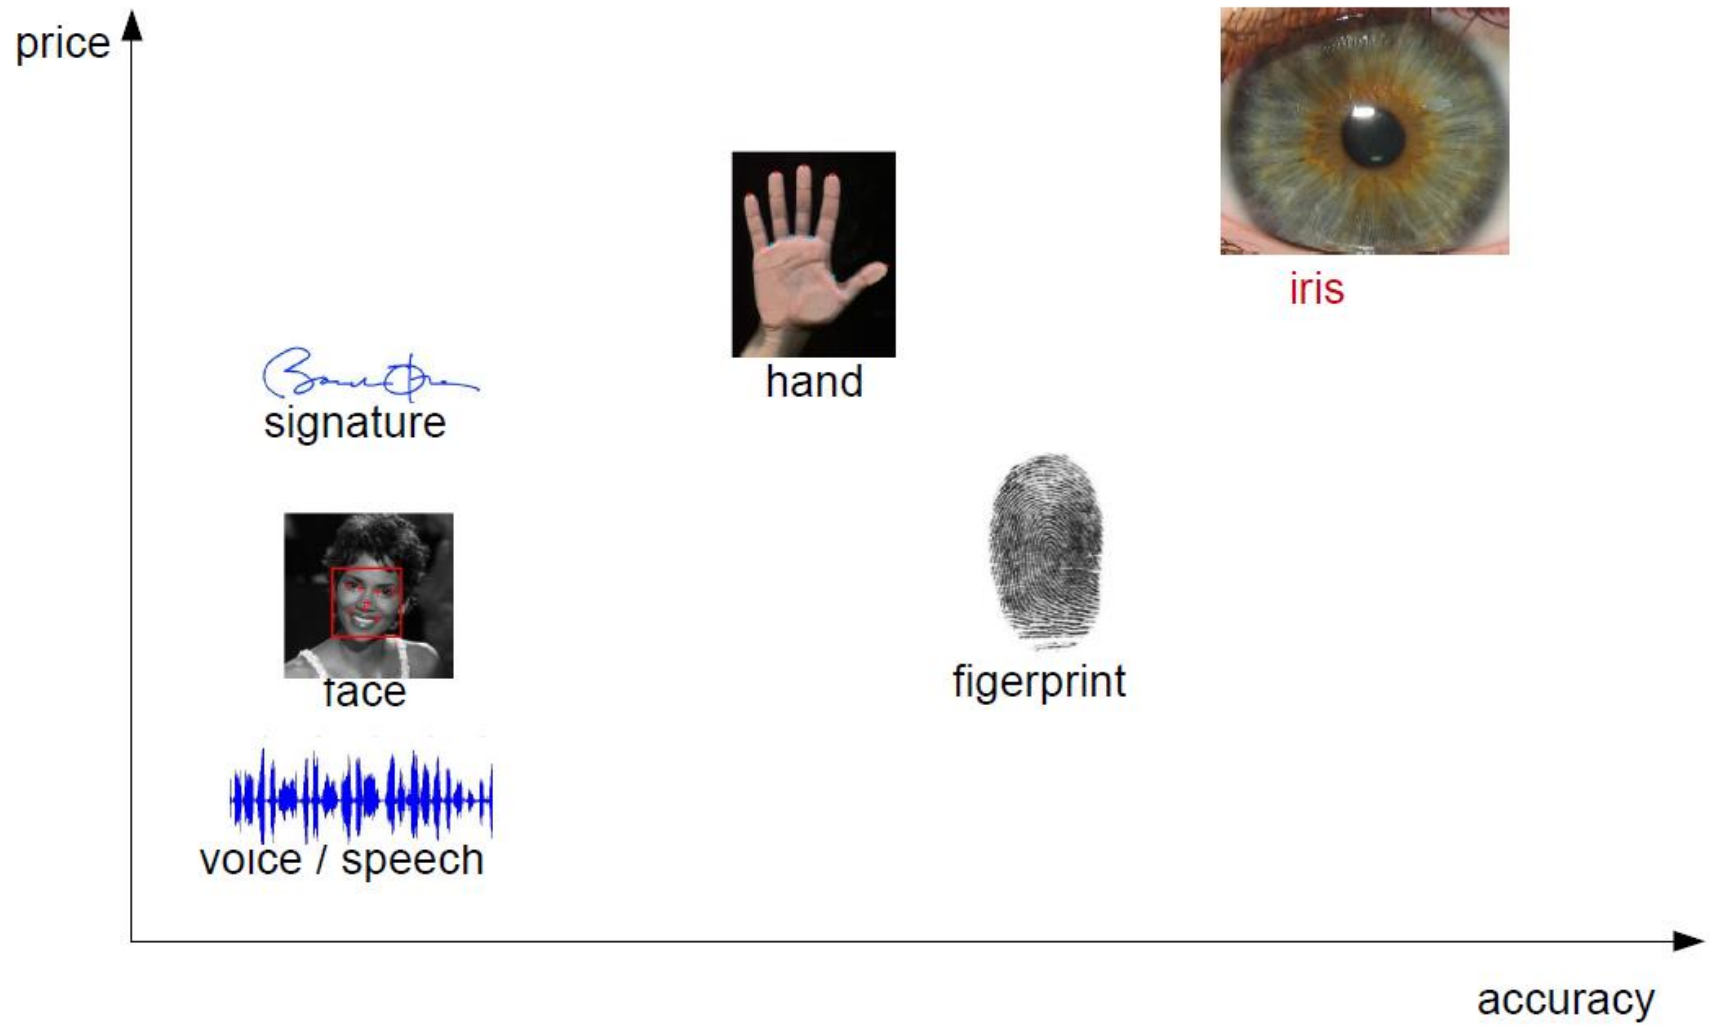 price
iris
hand
signature
figerprint
face
voice / speech
accuracy